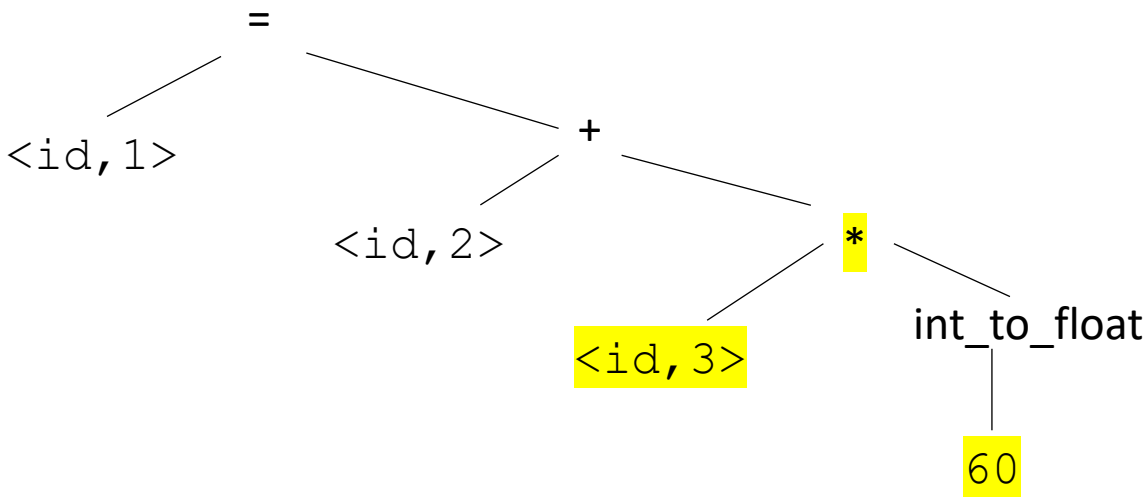 =
<id,1>
+
<id,2>
*
<id,3>
int_to_float
60